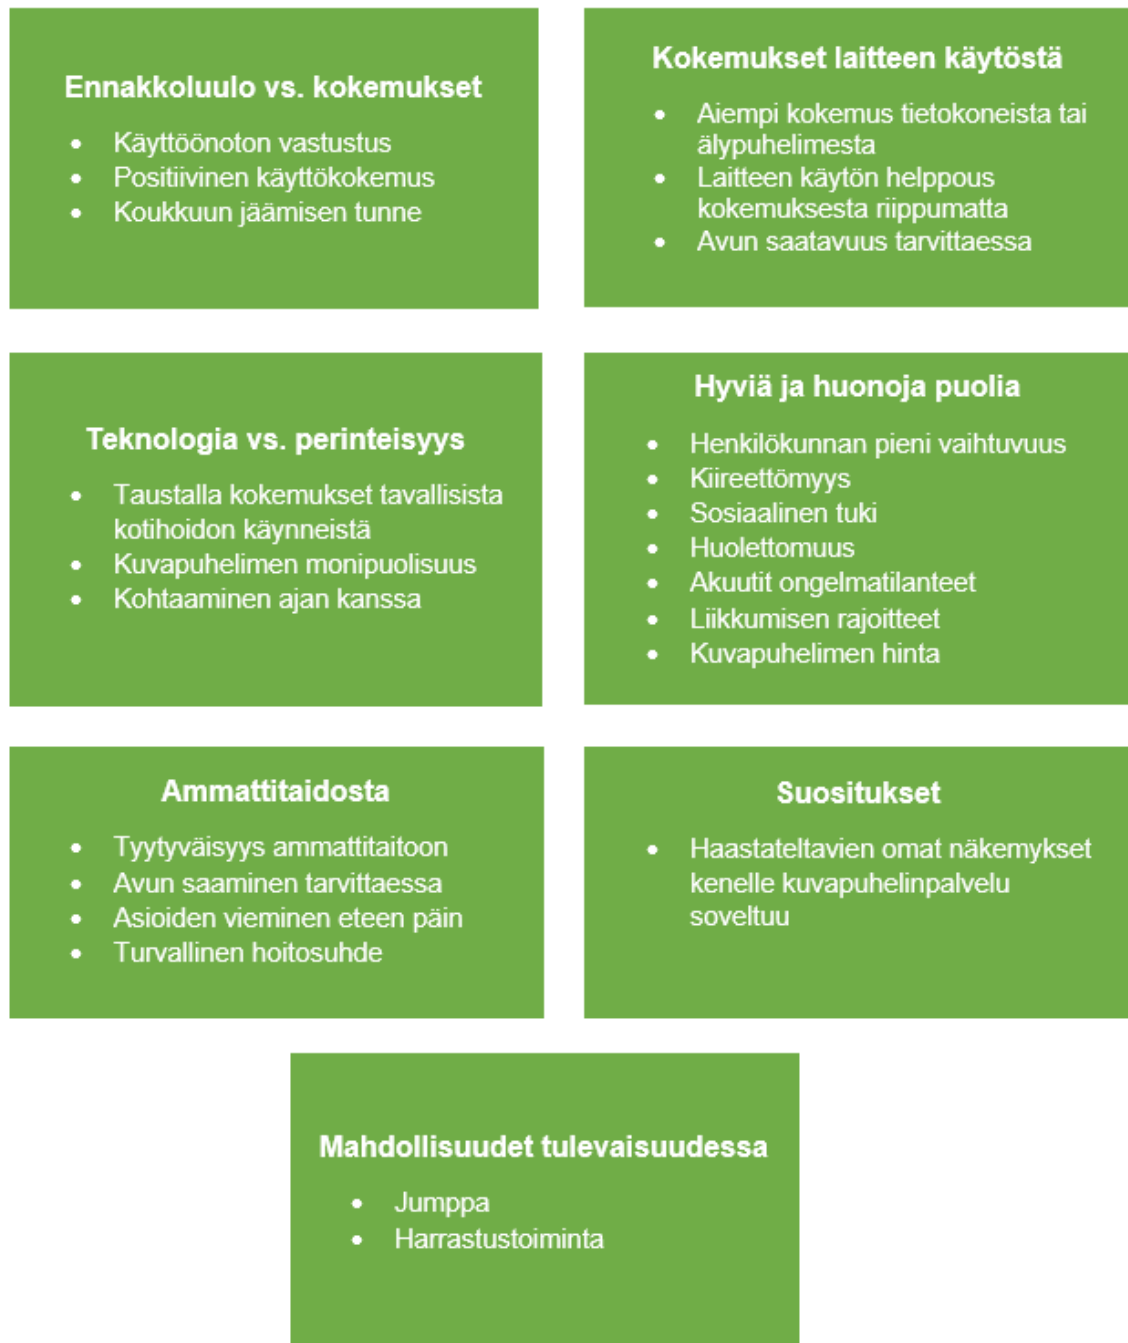 Ennakkoluulo vs. kokemukset
• Käyttöönoton vastustus
• Positiivinen käyttökokemus
• Koukkuun jäämisen tunne
Kokemukset laitteen käytöstä
• Aiempi kokemus tietokoneista tai
älypuhelimesta
• Laitteen käytön helppous
kokemuksesta riippumatta
• Avun saatavuus tarvittaessa
Teknologia vs. perinteisyys
• Taustalla kokemukset tavallisista
kotihoidon käynneistä
• Kuvapuhelimen monipuolisuus
• Kohtaaminen ajan kanssa
Hyviä ja huonoja puolia
• Henkilökunnan pieni vaihtuvuus
• Kiireettömyys
• Sosiaalinen tuki
• Huolettomuus
• Akuutit ongelmatilanteet
• Liikkumisen rajoitteet
• Kuvapuhelimen hinta
Ammattitaidosta
• Tyytyväisyys ammattitaitoon
• Avun saaminen tarvittaessa
• Asioiden vieminen eteen päin
• Turvallinen hoitosuhde
Suositukset
• Haastateltavien omat näkemykset
kenelle kuvapuhelinpalvelu
soveltuu
Mahdollisuudet tulevaisuudessa
• Jumppa
• Harrastustoiminta